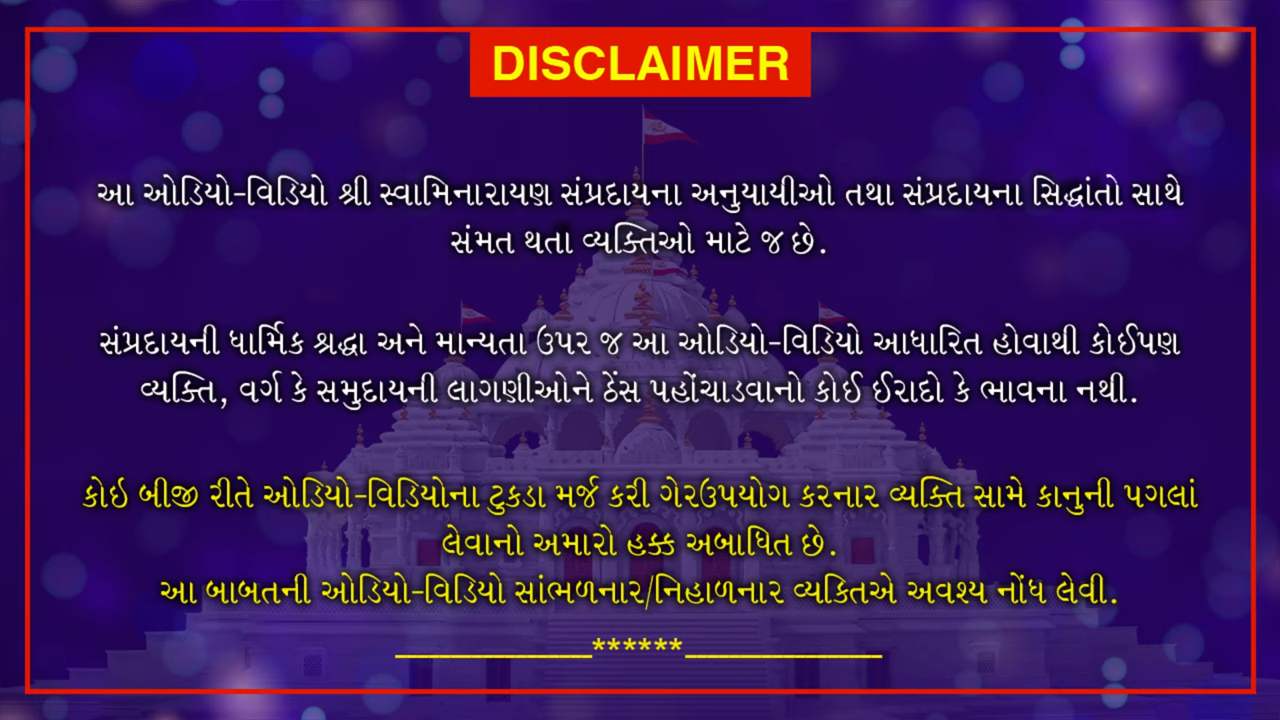 DISCLAIMER
આ ઓડિયો-વિડિયો શ્રી સ્વામિનારાયણ સંપ્રદાયના અનુયાયીઓ તથા સંપ્રદાયના સિદ્ધાંતો સાથે
સંમત થતા વ્યક્તિઓ માટે જ છે.
સંપ્રદાયની ધાર્મિક શ્રદ્ધા અને માન્યતા ઉપર જ આ ઓડિયો-વિડિયો આધારિત હોવાથી કોઈપણ
વ્યક્તિ, વર્ગ કે સમુદાયની લાગણીઓને ઠેંસ પહોંચાડવાનો કોઈ ઈરાદો કે ભાવના નથી.
કોઇ બીજી રીતે ઓડિયો-વિડિયોના ટુકડા મર્જ કરી ગેરઉપયોગ કરનાર વ્યક્તિ સામે કાનુની પગલાં
લેવાનો અમારો હક્ક અબાધિત છે.
આ બાબતની ઓડિયો-વિડિયો સાંભળનાર/નિહાળનાર વ્યકિતએ અવશ્ય નોંધ લેવી.
_______________******_______________